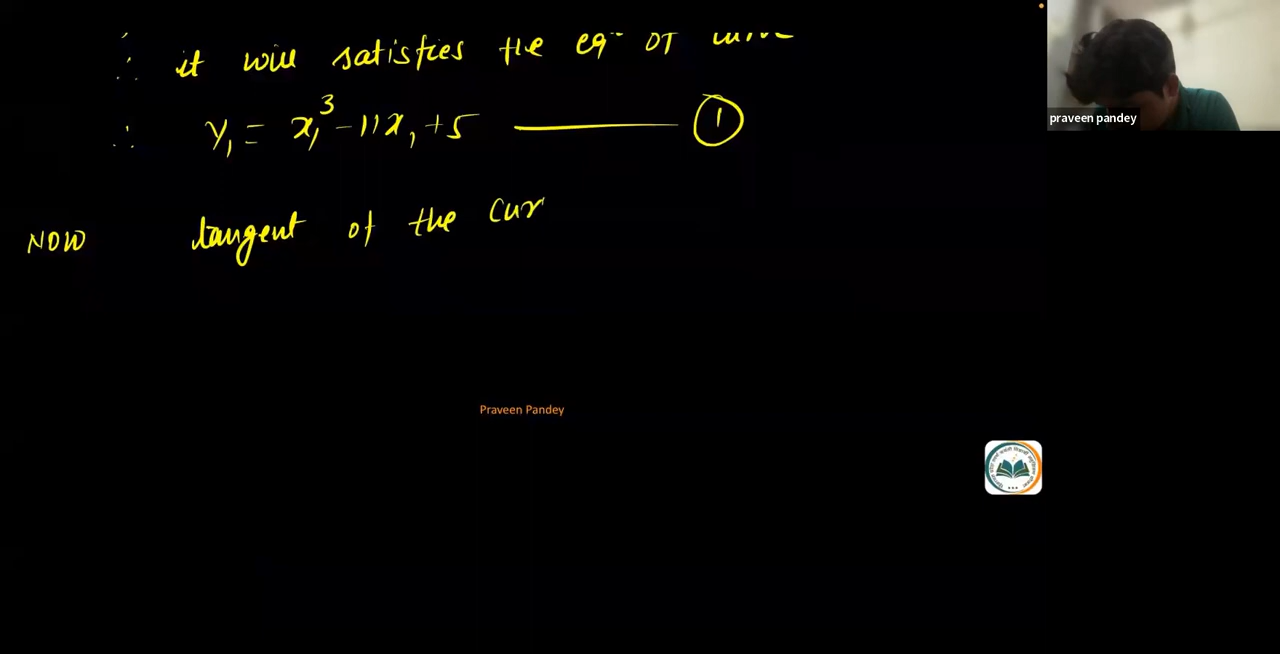 ∴ it will satisfies the eqⁿ of
∴ y₁ = x₁³ - 11x₁ + 5 ——— ①
praveen pandey
NOW tangent of the cur
Praveen Pandey